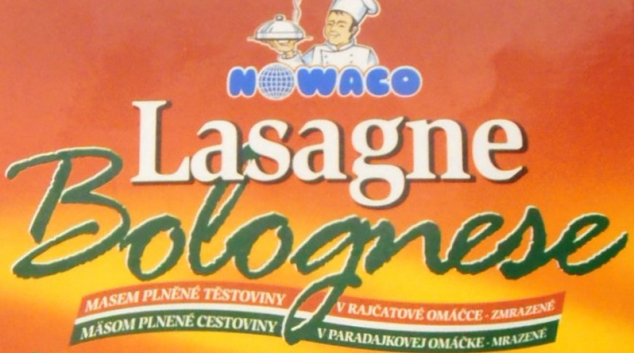 NOWACO
Lasagne
Bolognese
MASEM PLNĚNÉ TĚSTOVINY V RAJČATOVÉ OMÁČCE - ZMRAZENÉ
MÄSOM PLNENÉ CESTOVINY V PARADAJKOVEJ OMÁČKE - MRAZENÉ